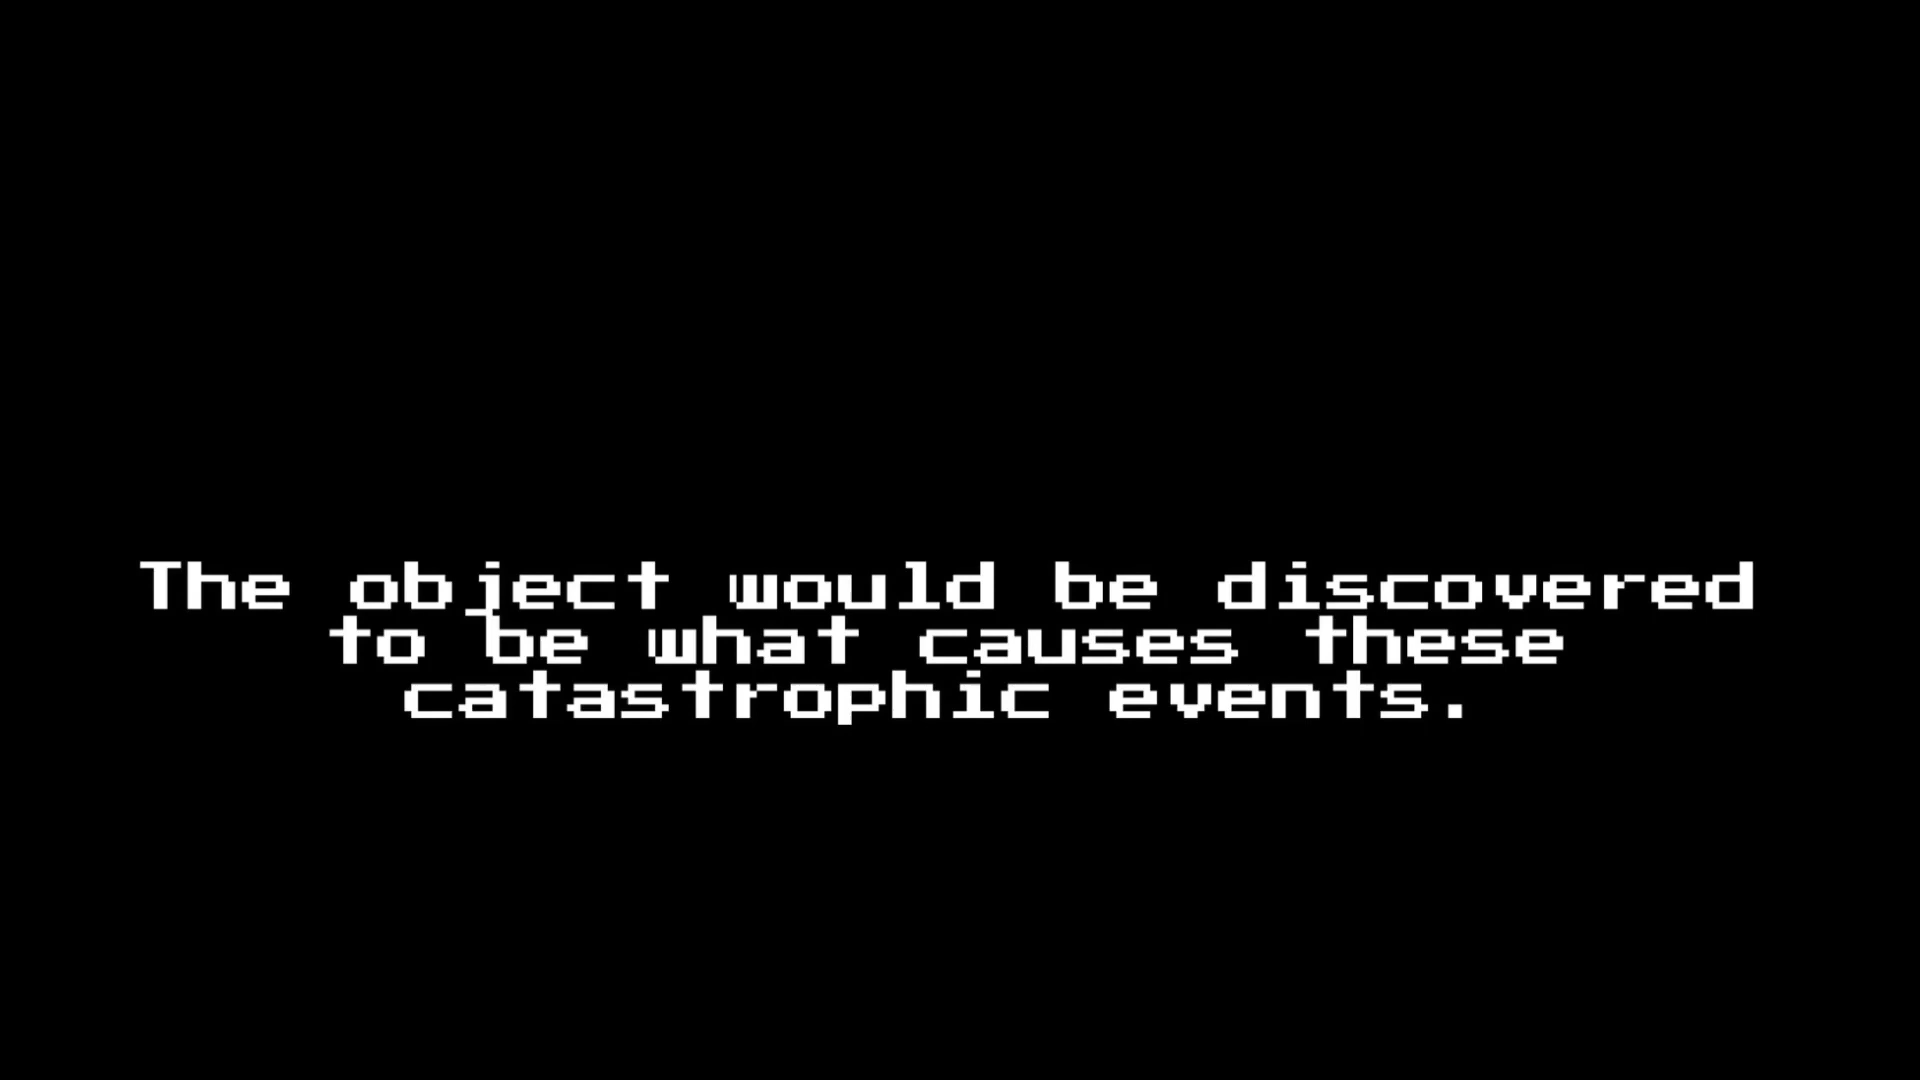 The object would be discovered
to be what causes these
catastrophic events.